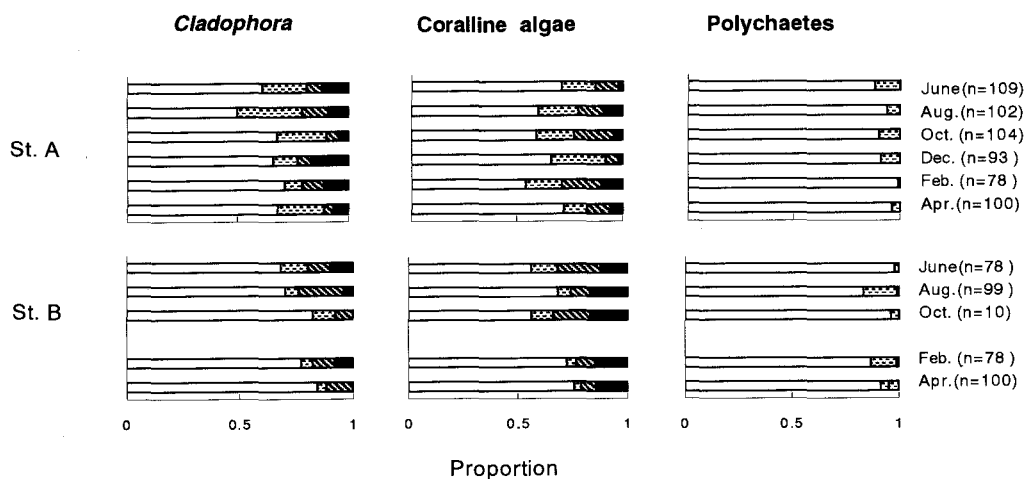 Cladophora Coralline algae Polychaetes
St. A
June(n=109)
Aug.(n=102)
Oct. (n=104)
Dec. (n=93 )
Feb. (n=78 )
Apr.(n=100)
St. B
June(n=78 )
Aug.(n=99 )
Oct. (n=10)
Feb. (n=78 )
Apr.(n=100)
0 0.5 1 0 0.5 1 0 0.5 1
Proportion